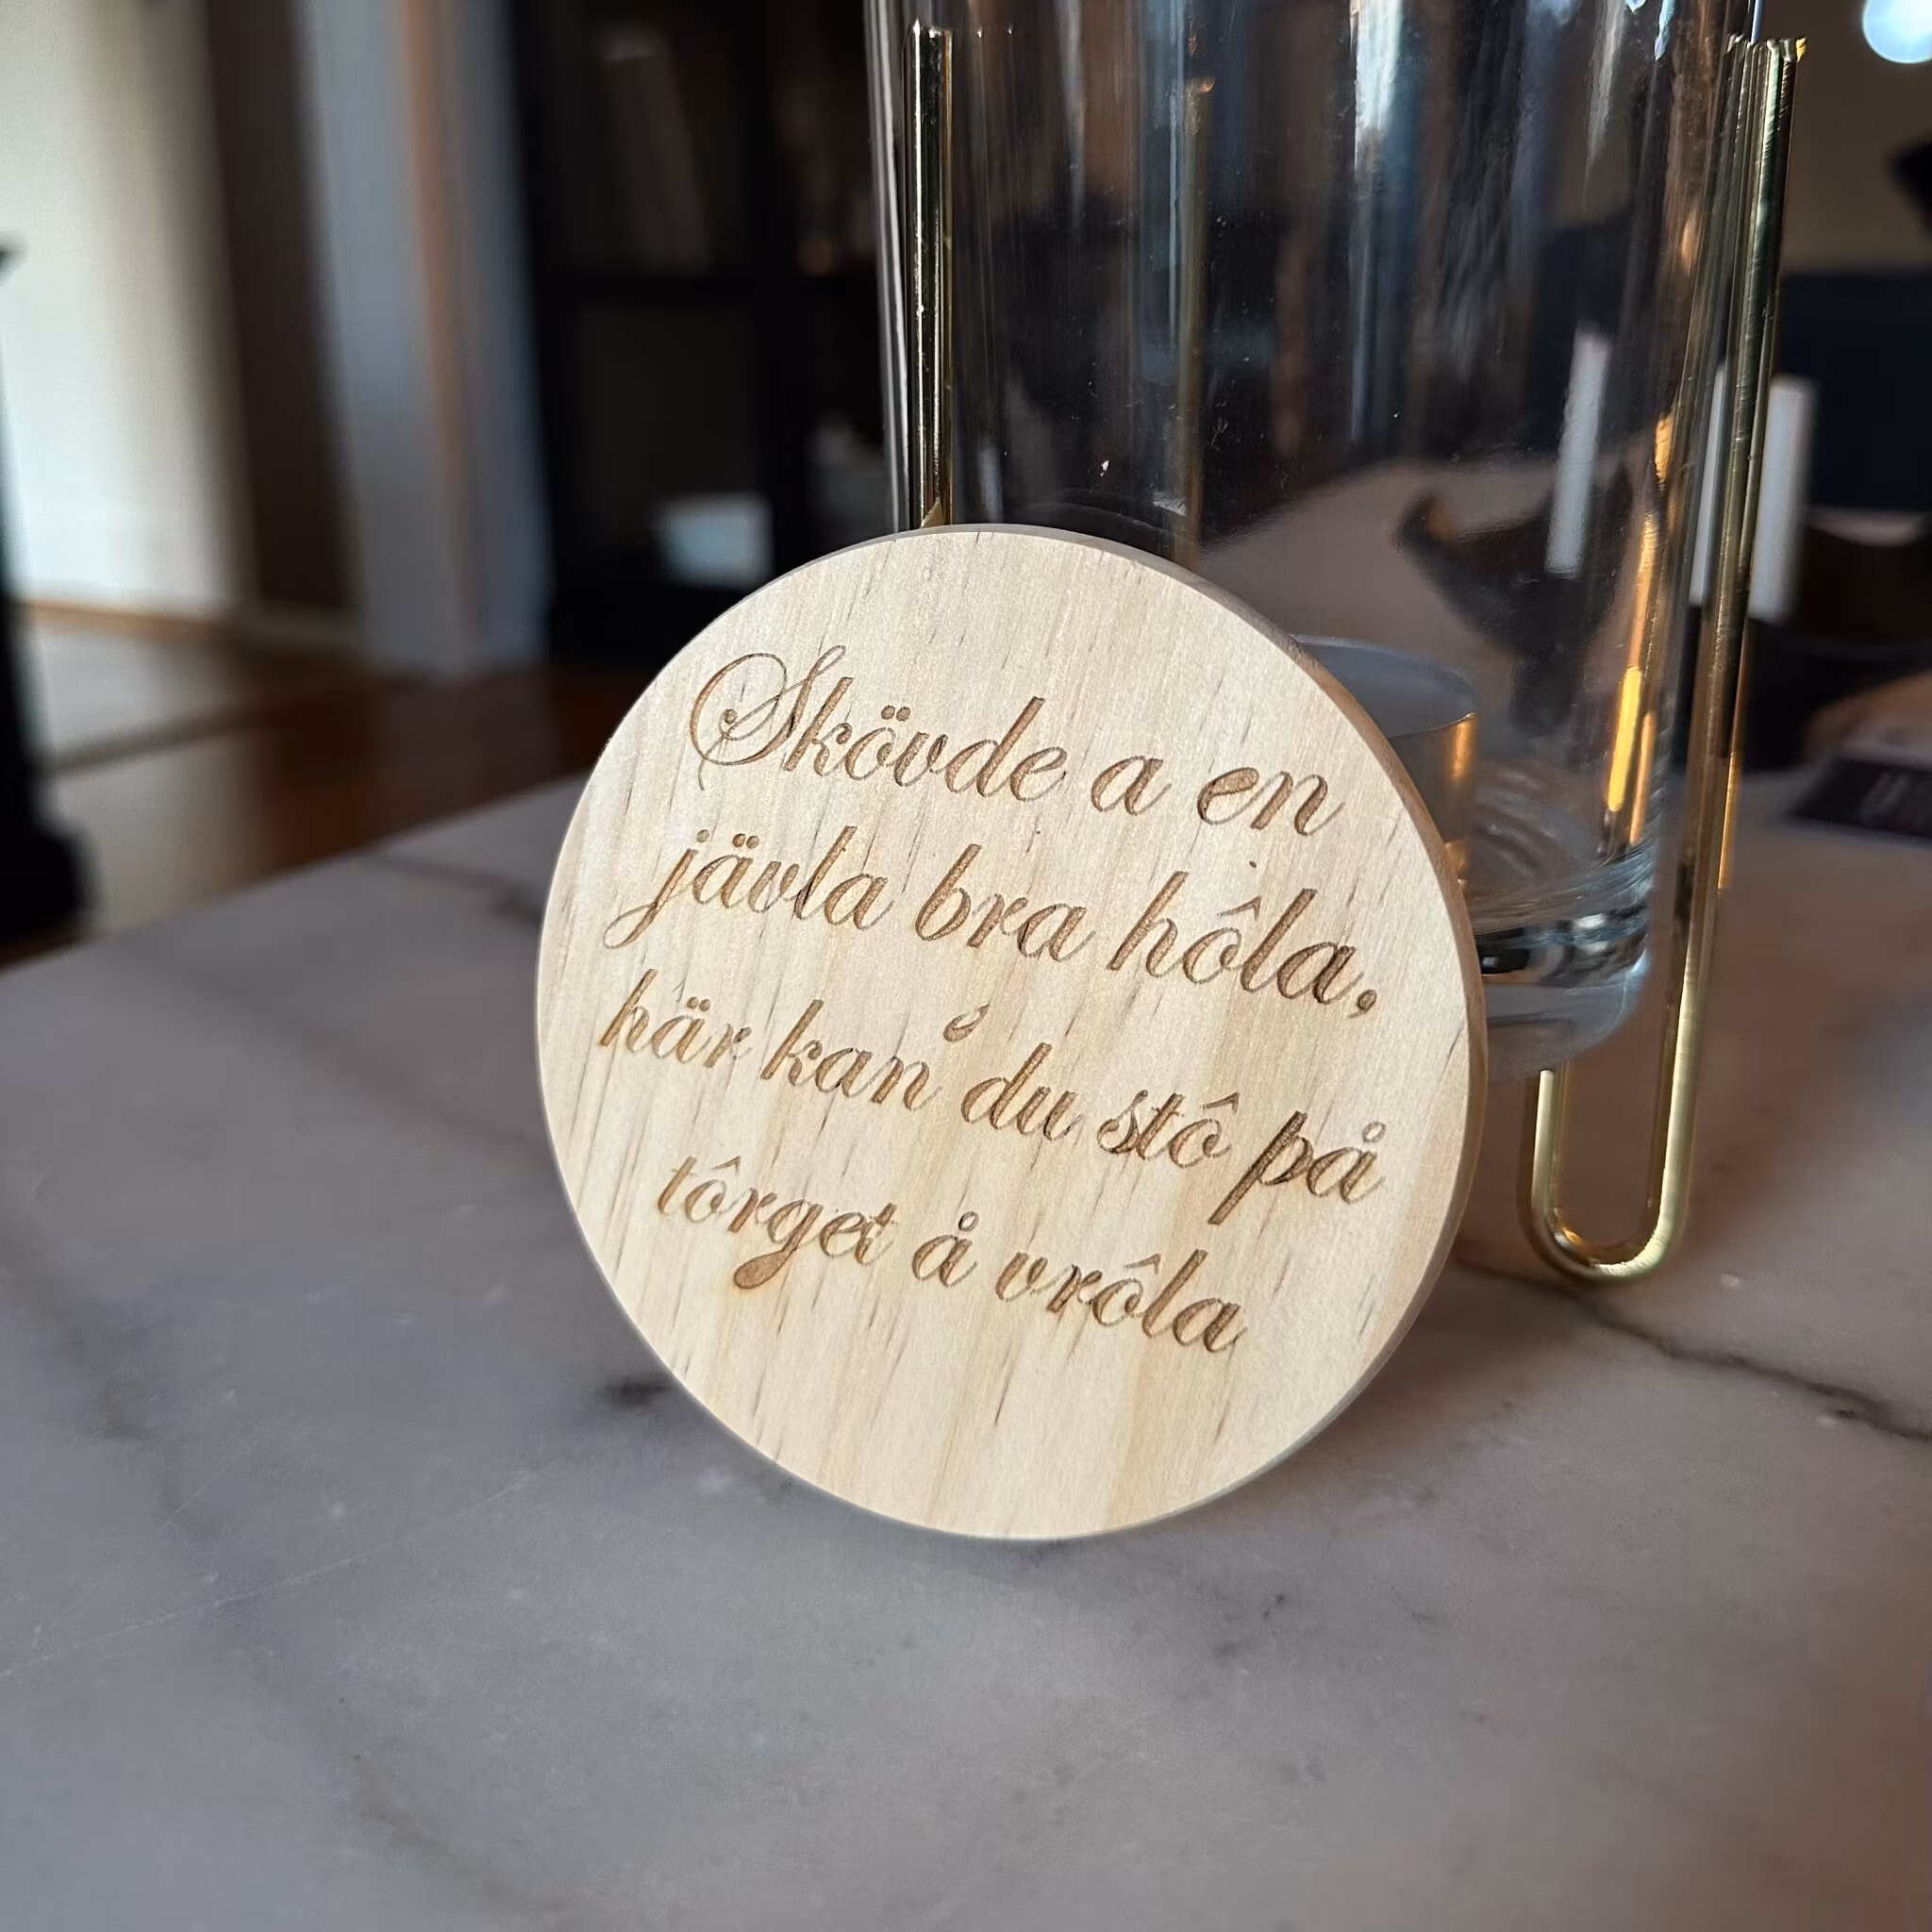 Skövde a en
jävla bra hôla,
här kan du stô på
tôrget å vrôla